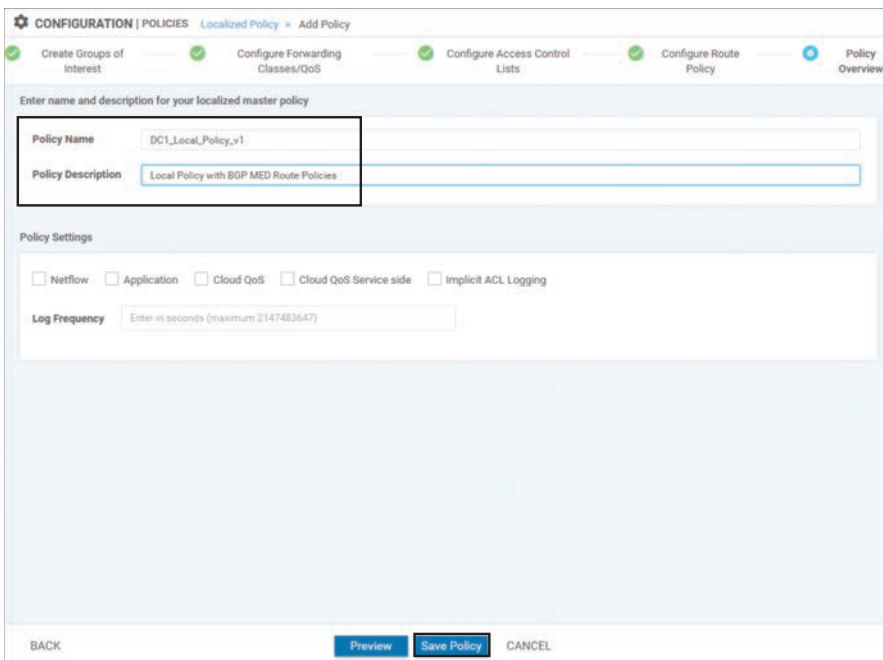 CONFIGURATION | POLICIES Localized Policy > Add Policy
Create Groups of Interest
Configure Forwarding Classes/QoS
Configure Access Control Lists
Configure Route Policy
Policy Overview
Enter name and description for your localized master policy
Policy Name DC1_Local_Policy_v1
Policy Description Local Policy with BGP MED Route Policies
Policy Settings
Netflow Application Cloud QoS Cloud QoS Service side Implicit ACL Logging
Log Frequency Enter in seconds (maximum 2147483647)
BACK Preview Save Policy CANCEL